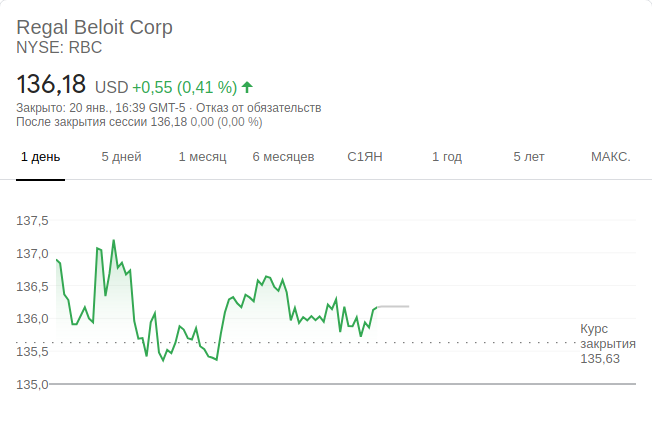 Regal Beloit Corp
NYSE: RBC
136,18 USD +0,55 (0,41 %)
Закрыто: 20 янв., 16:39 GMT-5 · Отказ от обязательств
После закрытия сессии 136,18 0,00 (0,00 %)
1 день 5 дней 1 месяц 6 месяцев С1ЯН 1 год 5 лет МАКС.
137,5
137,0
136,5
136,0
135,5
135,0
Курс
закрытия
135,63